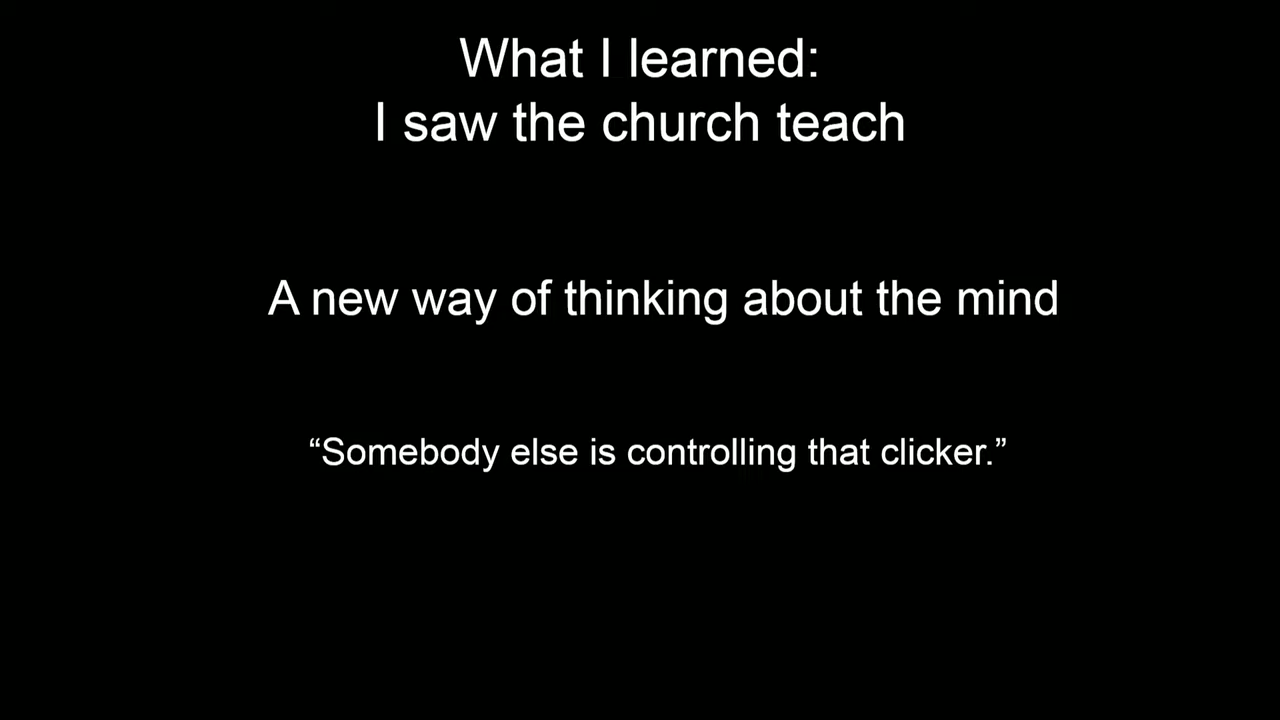 What I learned:
I saw the church teach
A new way of thinking about the mind
“Somebody else is controlling that clicker.”